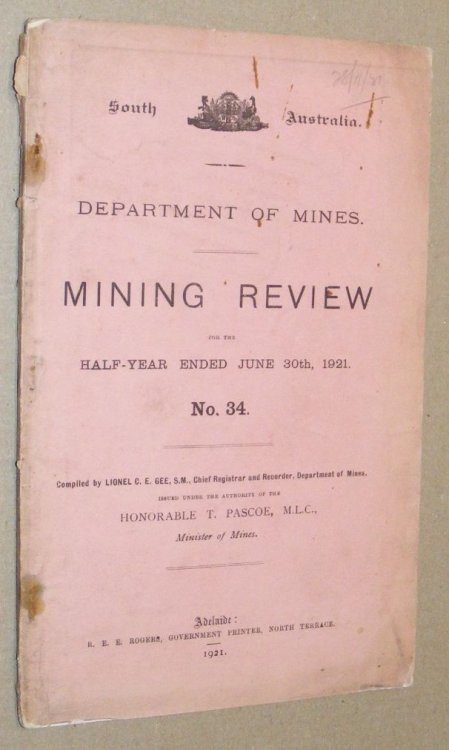 South Australia.
DEPARTMENT OF MINES.
MINING REVIEW
FOR THE
HALF-YEAR ENDED JUNE 30th, 1921.
No. 34.
Compiled by LIONEL C. E. GEE, S.M., Chief Registrar and Recorder, Department of Mines.
ISSUED UNDER THE AUTHORITY OF THE
HONORABLE T. PASCOE, M.L.C.,
Minister of Mines.
Adelaide:
R. E. E. ROGERS, GOVERNMENT PRINTER, NORTH TERRACE.
1921.